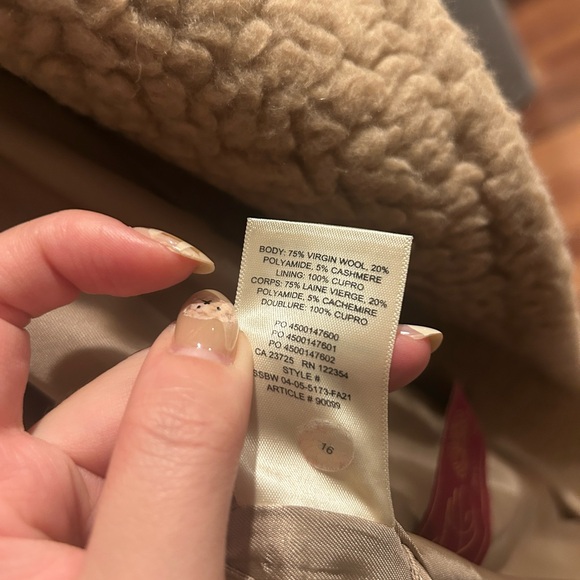 BODY: 75% VIRGIN WOOL, 20%
POLYAMIDE, 5% CASHMERE
LINING: 100% CUPRO
CORPS: 75% LAINE VIERGE, 20%
POLYAMIDE, 5% CACHEMIRE
DOUBLURE: 100% CUPRO
PO 4500147600
PO 4500147601
PO 4500147602
CA 23725 RN 122354
STYLE #
SSBW 04-05-5173-FA21
ARTICLE # 90099
16